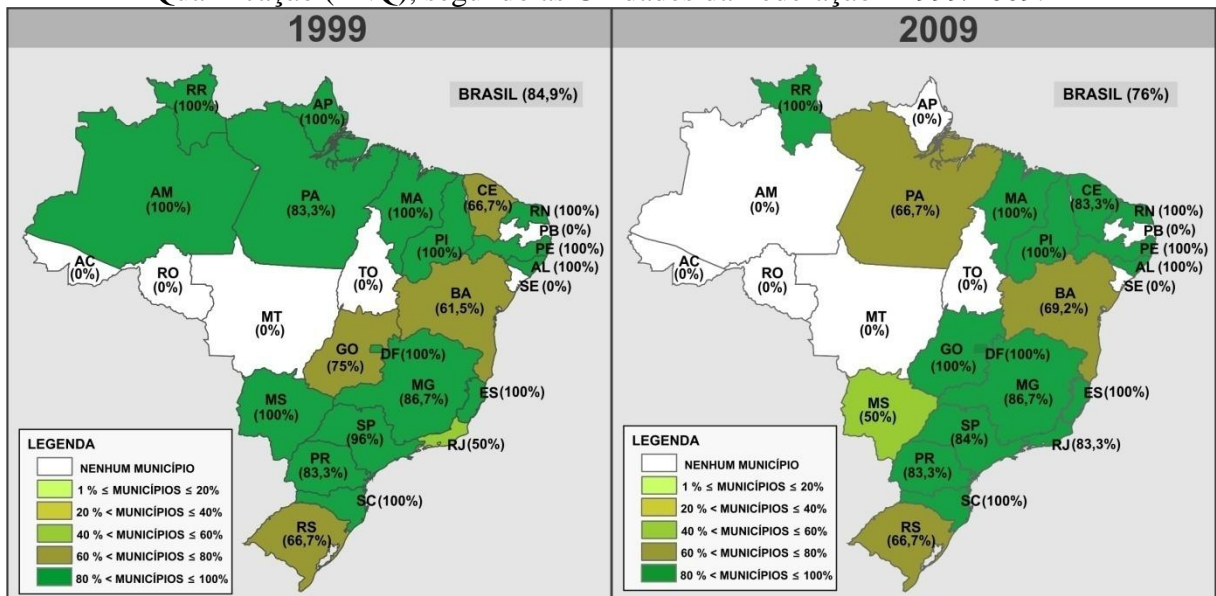 1999
BRASIL (84,9%)
RR
(100%)
AP
(100%)
AM
(100%)
PA
(83,3%)
MA
(100%)
CE
(66,7%)
RN (100%)
PB (0%)
PI
(100%)
PE (100%)
AL (100%)
SE (0%)
AC
(0%)
RO
(0%)
TO
(0%)
BA
(61,5%)
MT
(0%)
GO
(75%)
DF(100%)
MG
(86,7%)
ES(100%)
MS
(100%)
SP
(96%)
RJ(50%)
PR
(83,3%)
SC(100%)
RS
(66,7%)
LEGENDA
NENHUM MUNICÍPIO
1 % ≤ MUNICÍPIOS ≤ 20%
20 % < MUNICÍPIOS ≤ 40%
40 % < MUNICÍPIOS ≤ 60%
60 % < MUNICÍPIOS ≤ 80%
80 % < MUNICÍPIOS ≤ 100%
2009
BRASIL (76%)
RR
(100%)
AP
(0%)
AM
(0%)
PA
(66,7%)
MA
(100%)
CE
(83,3%)
RN (100%)
PB(0%)
PI
(100%)
PE (100%)
AL (100%)
SE(0%)
AC
(0%)
RO
(0%)
TO
(0%)
BA
(69,2%)
MT
(0%)
GO
(100%)
DF(100%)
MG
(86,7%)
ES(100%)
MS
(50%)
SP
(84%)
RJ(83,3%)
PR
(83,3%)
SC(100%)
RS
(66,7%)
LEGENDA
NENHUM MUNICÍPIO
1 % ≤ MUNICÍPIOS ≤ 20%
20 % < MUNICÍPIOS ≤ 40%
40 % < MUNICÍPIOS ≤ 60%
60 % < MUNICÍPIOS ≤ 80%
80 % < MUNICÍPIOS ≤ 100%